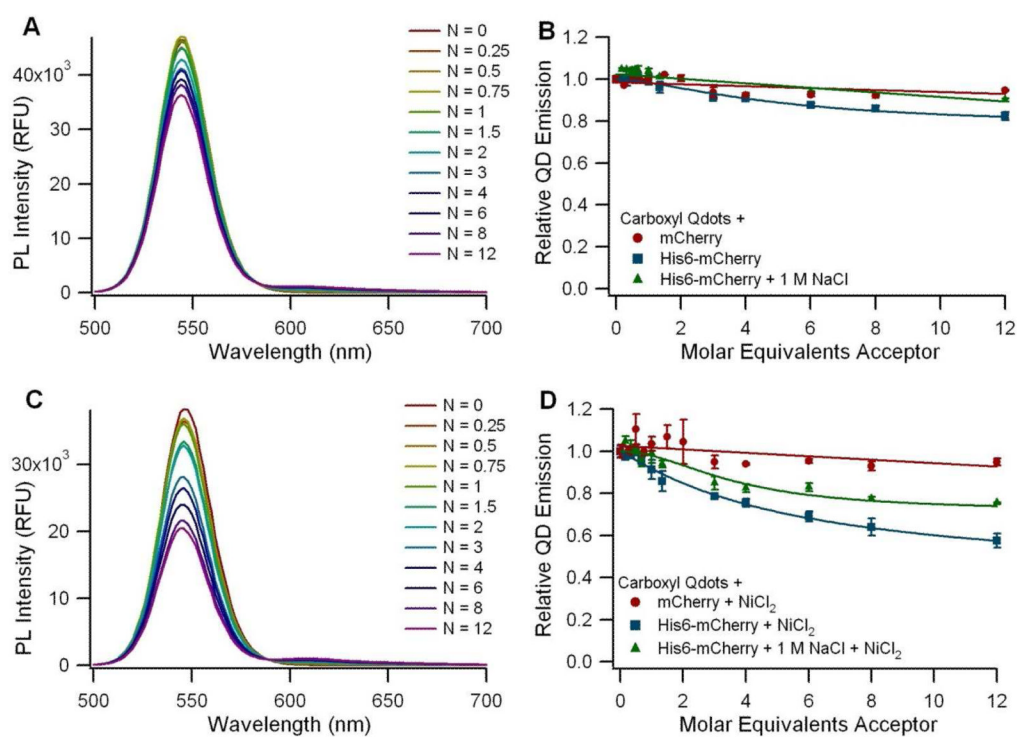 A
PL Intensity (RFU)
40x10³
30
20
10
0
500
550
600
650
700
Wavelength (nm)
N = 0
N = 0.25
N = 0.5
N = 0.75
N = 1
N = 1.5
N = 2
N = 3
N = 4
N = 6
N = 8
N = 12
B
Relative QD Emission
1.2
1.0
0.8
0.6
0.4
0.2
0.0
Carboxyl Qdots +
mCherry
His6-mCherry
His6-mCherry + 1 M NaCl
0
2
4
6
8
10
12
Molar Equivalents Acceptor
C
PL Intensity (RFU)
30x10³
20
10
0
500
550
600
650
700
Wavelength (nm)
N = 0
N = 0.25
N = 0.5
N = 0.75
N = 1
N = 1.5
N = 2
N = 3
N = 4
N = 6
N = 8
N = 12
D
Relative QD Emission
1.2
1.0
0.8
0.6
0.4
0.2
0.0
Carboxyl Qdots +
mCherry + NiCl₂
His6-mCherry + NiCl₂
His6-mCherry + 1 M NaCl + NiCl₂
0
2
4
6
8
10
12
Molar Equivalents Acceptor